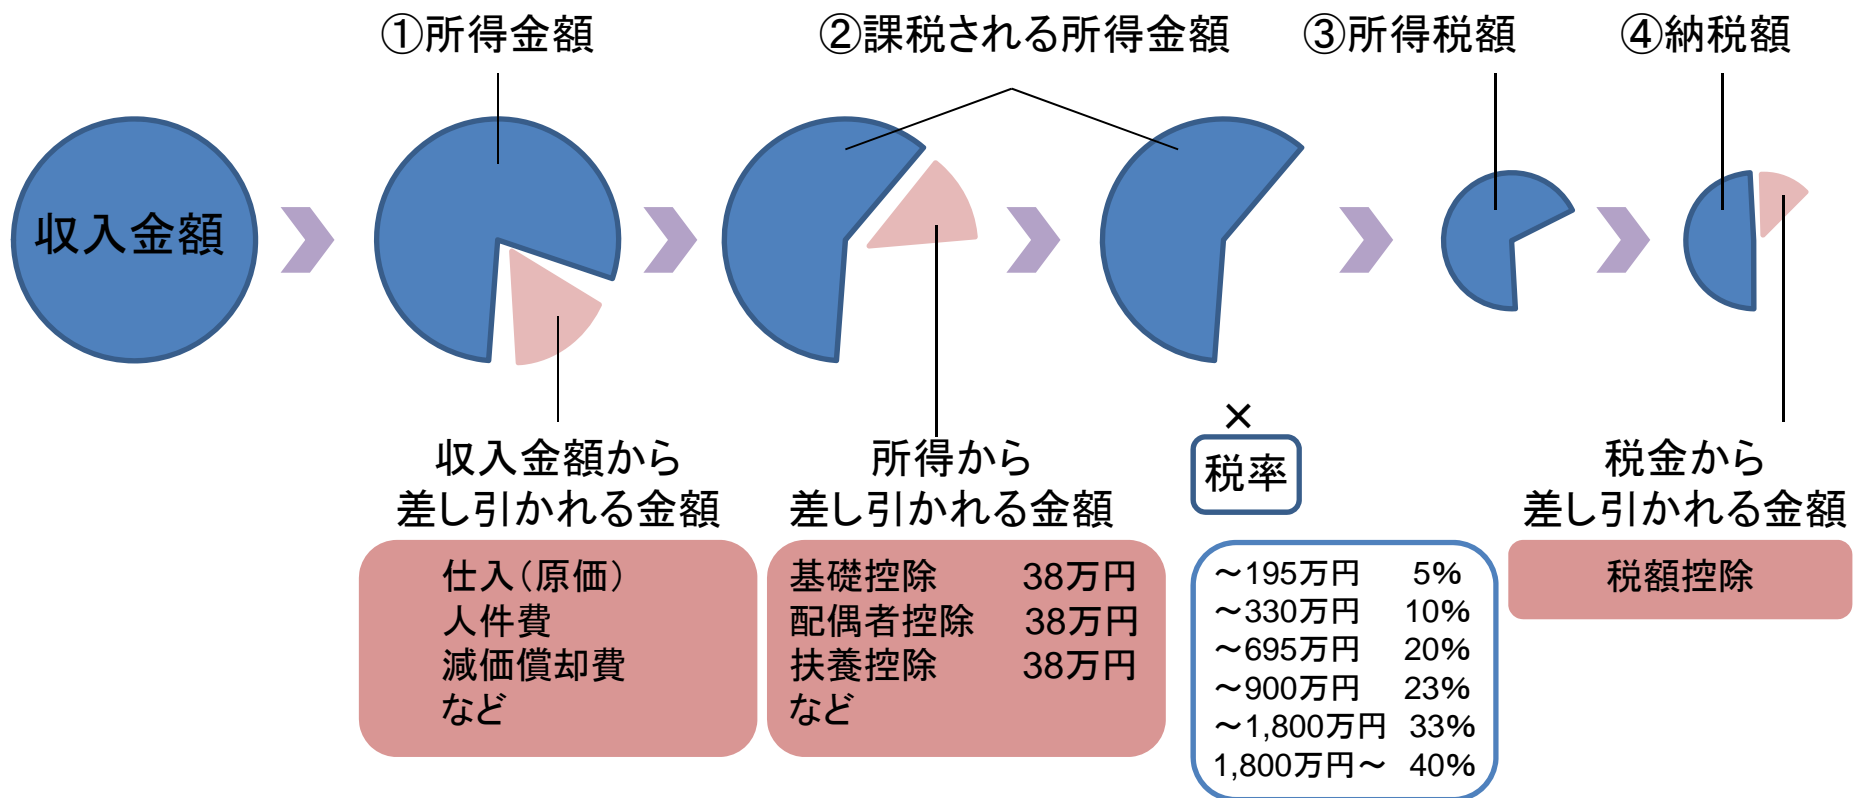 ①所得金額
②課税される所得金額
③所得税額
④納税額
収入金額
収入金額から
差し引かれる金額
仕入（原価）
人件費
減価償却費
など
所得から
差し引かれる金額
基礎控除 38万円
配偶者控除 38万円
扶養控除 38万円
など
×
税率
～195万円 5%
～330万円 10%
～695万円 20%
～900万円 23%
～1,800万円 33%
1,800万円～ 40%
税金から
差し引かれる金額
税額控除